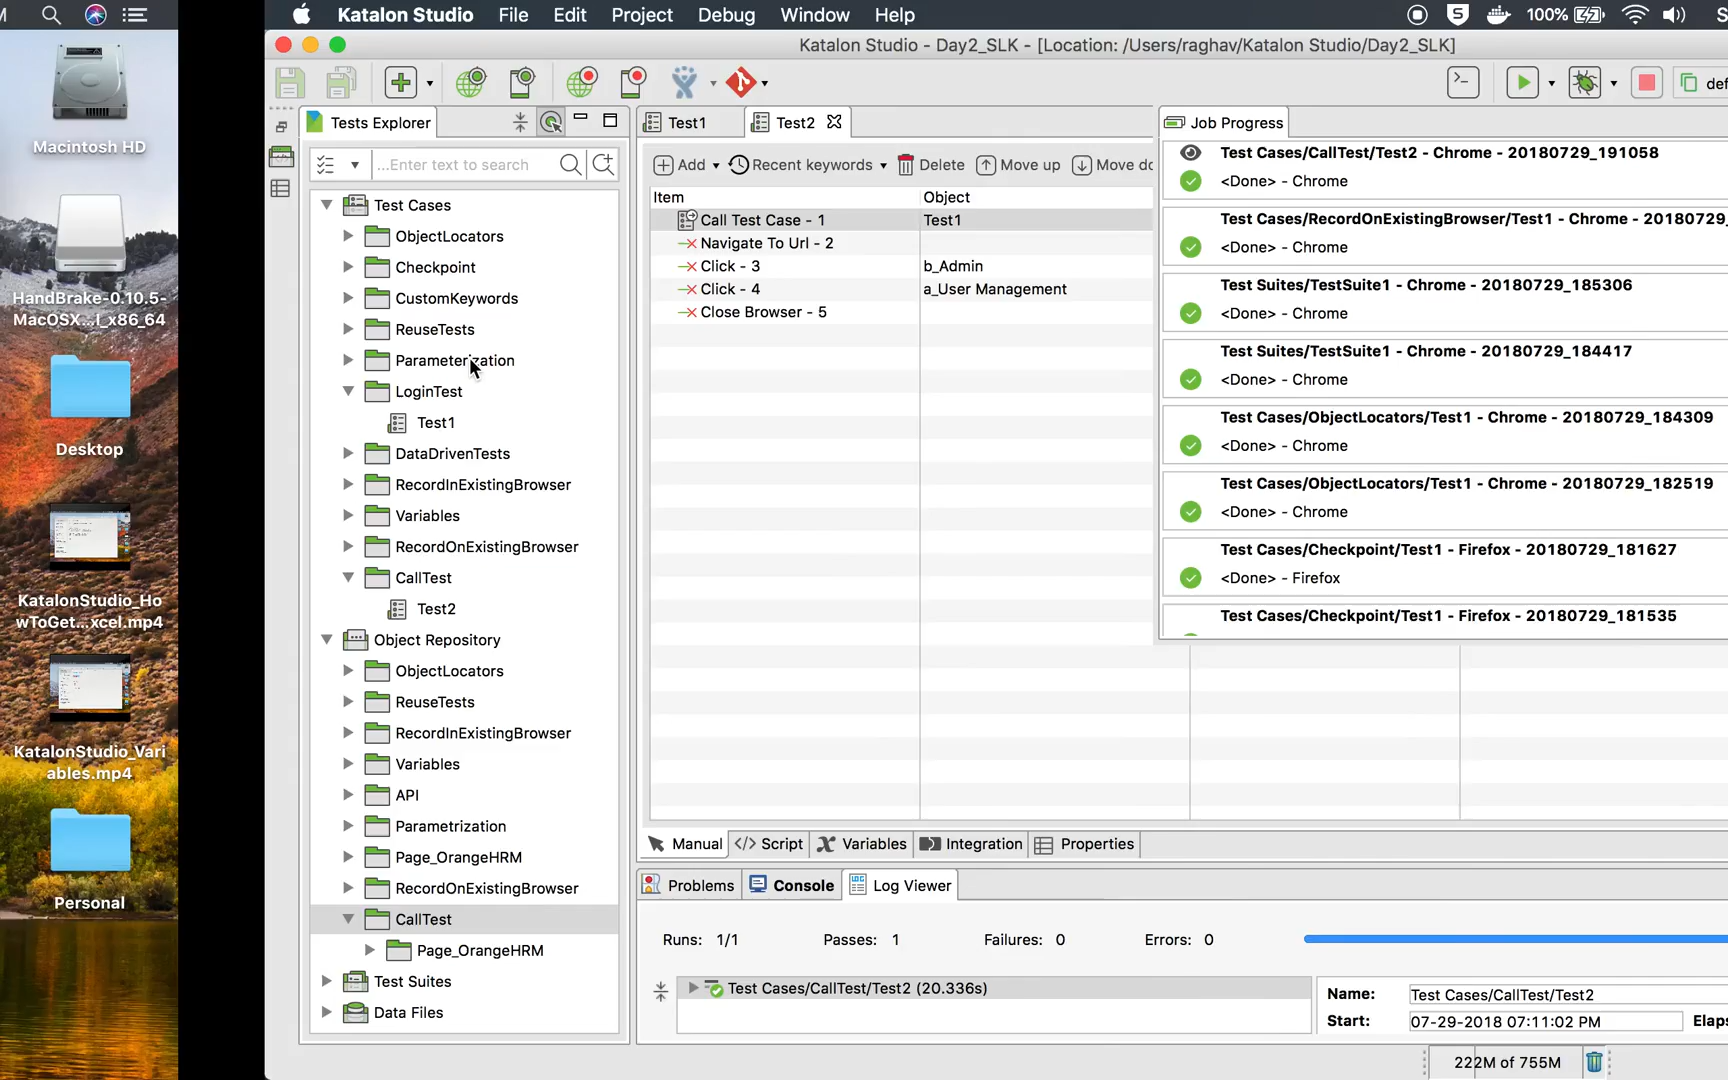 Katalon Studio File Edit Project Debug Window Help
100%
Katalon Studio - Day2_SLK - [Location: /Users/raghav/Katalon Studio/Day2_SLK]
Macintosh HD
HandBrake-0.10.5-
MacOSX...l_x86_64
Desktop
KatalonStudio_Ho
wToGet...xcel.mp4
KatalonStudio_Vari
ables.mp4
Personal
Tests Explorer
...Enter text to search
Test Cases
ObjectLocators
Checkpoint
CustomKeywords
ReuseTests
Parameterization
LoginTest
Test1
DataDrivenTests
RecordInExistingBrowser
Variables
RecordOnExistingBrowser
CallTest
Test2
Object Repository
ObjectLocators
ReuseTests
RecordInExistingBrowser
Variables
API
Parametrization
Page_OrangeHRM
RecordOnExistingBrowser
CallTest
Page_OrangeHRM
Test Suites
Data Files
Test1
Test2
Add
Recent keywords
Delete
Move up
Move do
Item Object
Call Test Case - 1 Test1
Navigate To Url - 2
Click - 3 b_Admin
Click - 4 a_User Management
Close Browser - 5
def
Job Progress
Test Cases/CallTest/Test2 - Chrome - 20180729_191058
<Done> - Chrome
Test Cases/RecordOnExistingBrowser/Test1 - Chrome - 20180729_
<Done> - Chrome
Test Suites/TestSuite1 - Chrome - 20180729_185306
<Done> - Chrome
Test Suites/TestSuite1 - Chrome - 20180729_184417
<Done> - Chrome
Test Cases/ObjectLocators/Test1 - Chrome - 20180729_184309
<Done> - Chrome
Test Cases/ObjectLocators/Test1 - Chrome - 20180729_182519
<Done> - Chrome
Test Cases/Checkpoint/Test1 - Firefox - 20180729_181627
<Done> - Firefox
Test Cases/Checkpoint/Test1 - Firefox - 20180729_181535
Manual
Script
Variables
Integration
Properties
Problems
Console
Log Viewer
Runs: 1/1 Passes: 1 Failures: 0 Errors: 0
Test Cases/CallTest/Test2 (20.336s)
Name: Test Cases/CallTest/Test2
Start: 07-29-2018 07:11:02 PM Elaps
222M of 755M